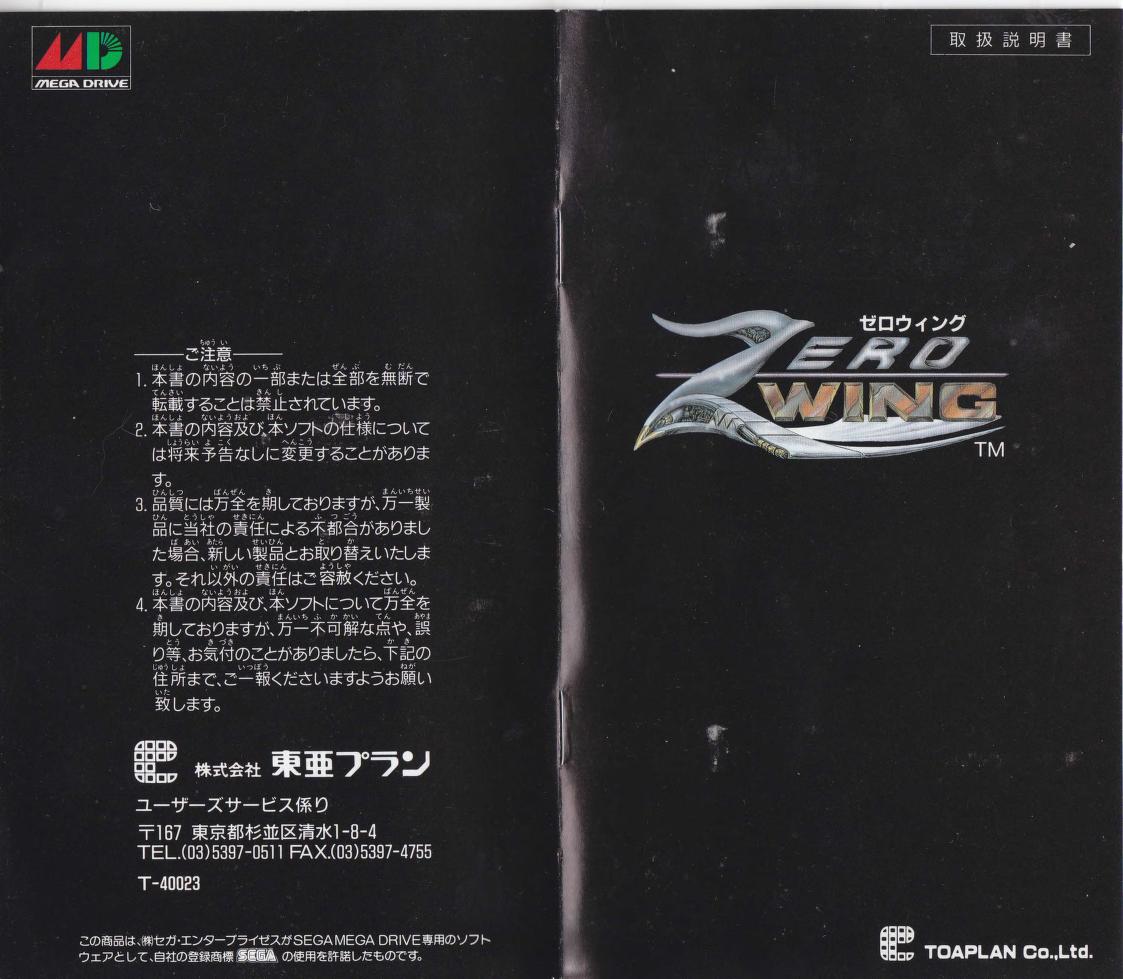 MEGA DRIVE
ご注意
1. 本書の内容の一部または全部を無断で
転載することは禁止されています。
2. 本書の内容及び、本ソフトの仕様について
は将来予告なしに変更することがありま
す。
3. 品質には万全を期しておりますが、万一製
品に当社の責任による不都合がありまし
た場合、新しい製品とお取り替えいたしま
す。それ以外の責任はご容赦ください。
4. 本書の内容及び、本ソフトについて万全を
期しておりますが、万一不可解な点や、誤
り等、お気付のことがありましたら、下記の
住所まで、ご一報くださいますようお願い
致します。
株式会社 東亜プラン
ユーザーズサービス係り
〒167 東京都杉並区清水1-8-4
TEL.(03)5397-0511 FAX.(03)5397-4755
T-40023
この商品は、㈱セガ・エンタープライゼスがSEGA MEGA DRIVE専用のソフト
ウェアとして、自社の登録商標 SEGA の使用を許諾したものです。
取扱説明書
ゼロウィング
ZERO
WING
TM
TOAPLAN Co.,Ltd.